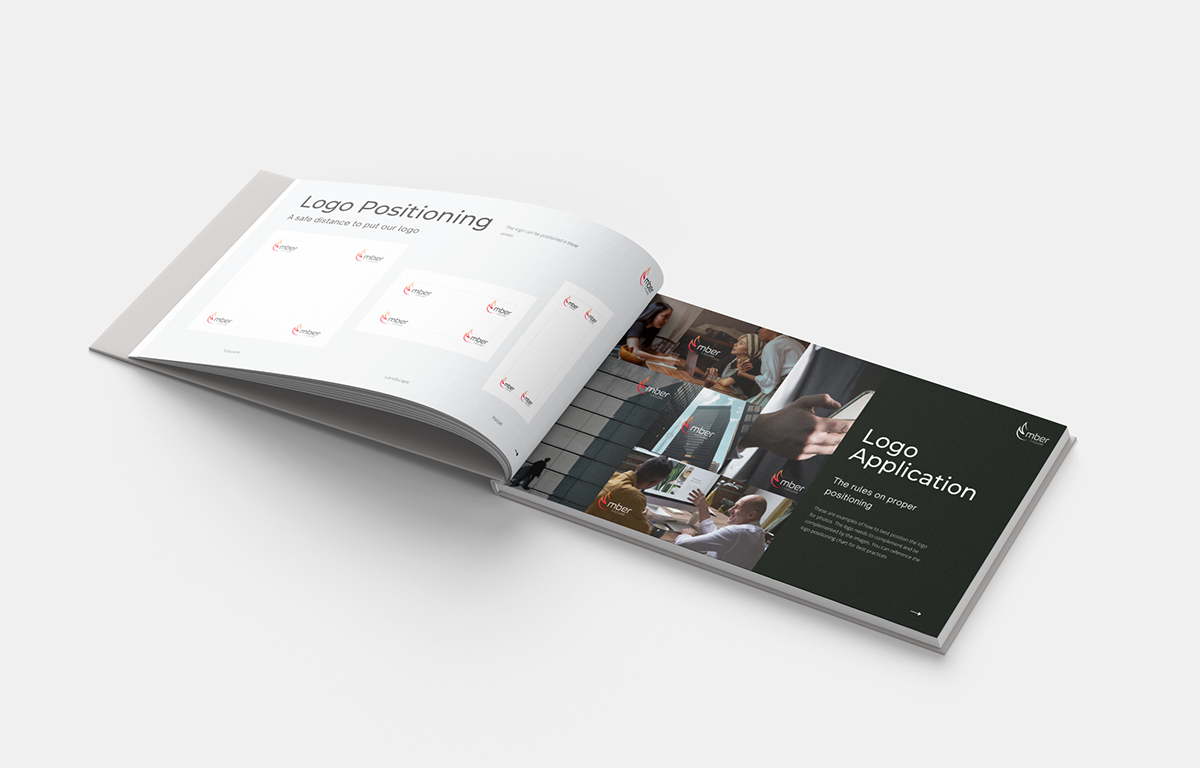 Logo Positioning
A safe distance to put our logo
The logo can be positioned in these
areas.
mber
mber
mber
mber
mber
mber
mber
mber
mber
mber
mber
mber
Square
Landscape
Portrait
mber
mber
mber
mber
mber
mber
mber
Logo
Application
The rules on proper
positioning
These are examples of how to best position the logo
for photos. The logo needs to complement and be
complemented by the images. You can reference the
logo positioning chart for best practices.